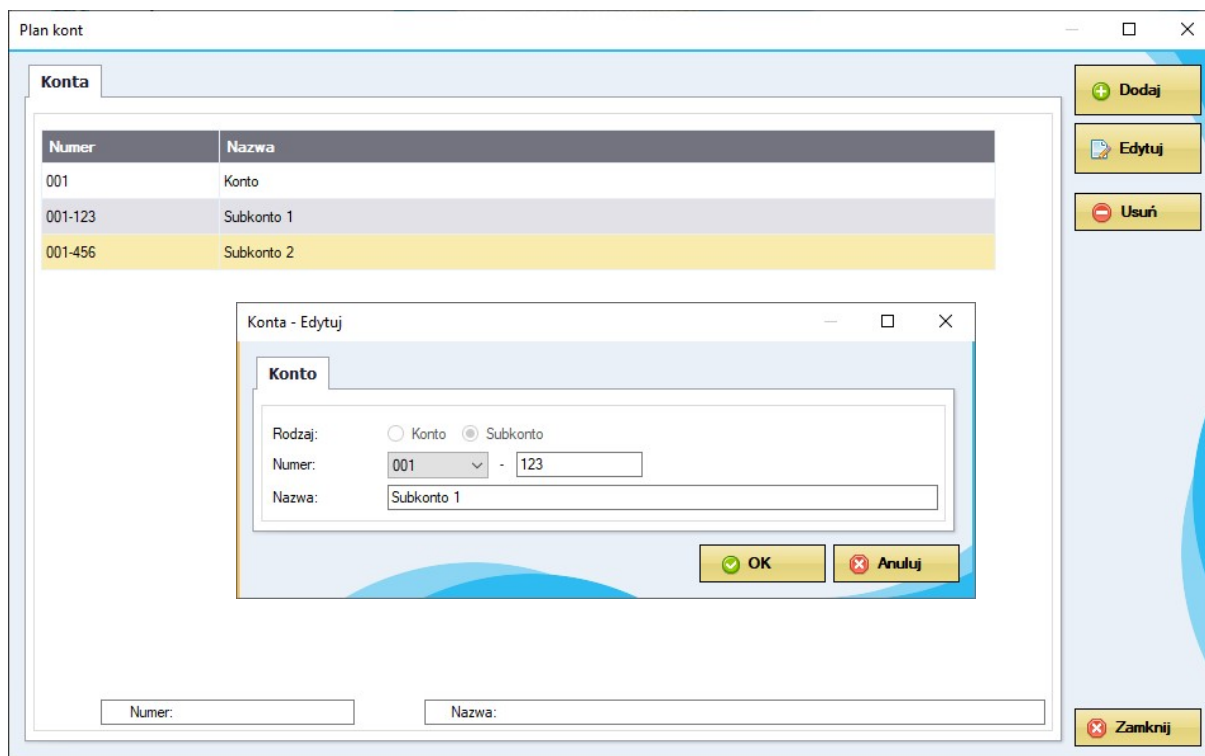 Plan kont
Konta
Dodaj
Numer Nazwa
Edytuj
001 Konto
001-123 Subkonto 1
Usuń
001-456 Subkonto 2
Konta - Edytuj
Konto
Rodzaj: Konto Subkonto
Numer: 001 - 123
Nazwa: Subkonto 1
OK Anuluj
Numer: Nazwa:
Zamknij